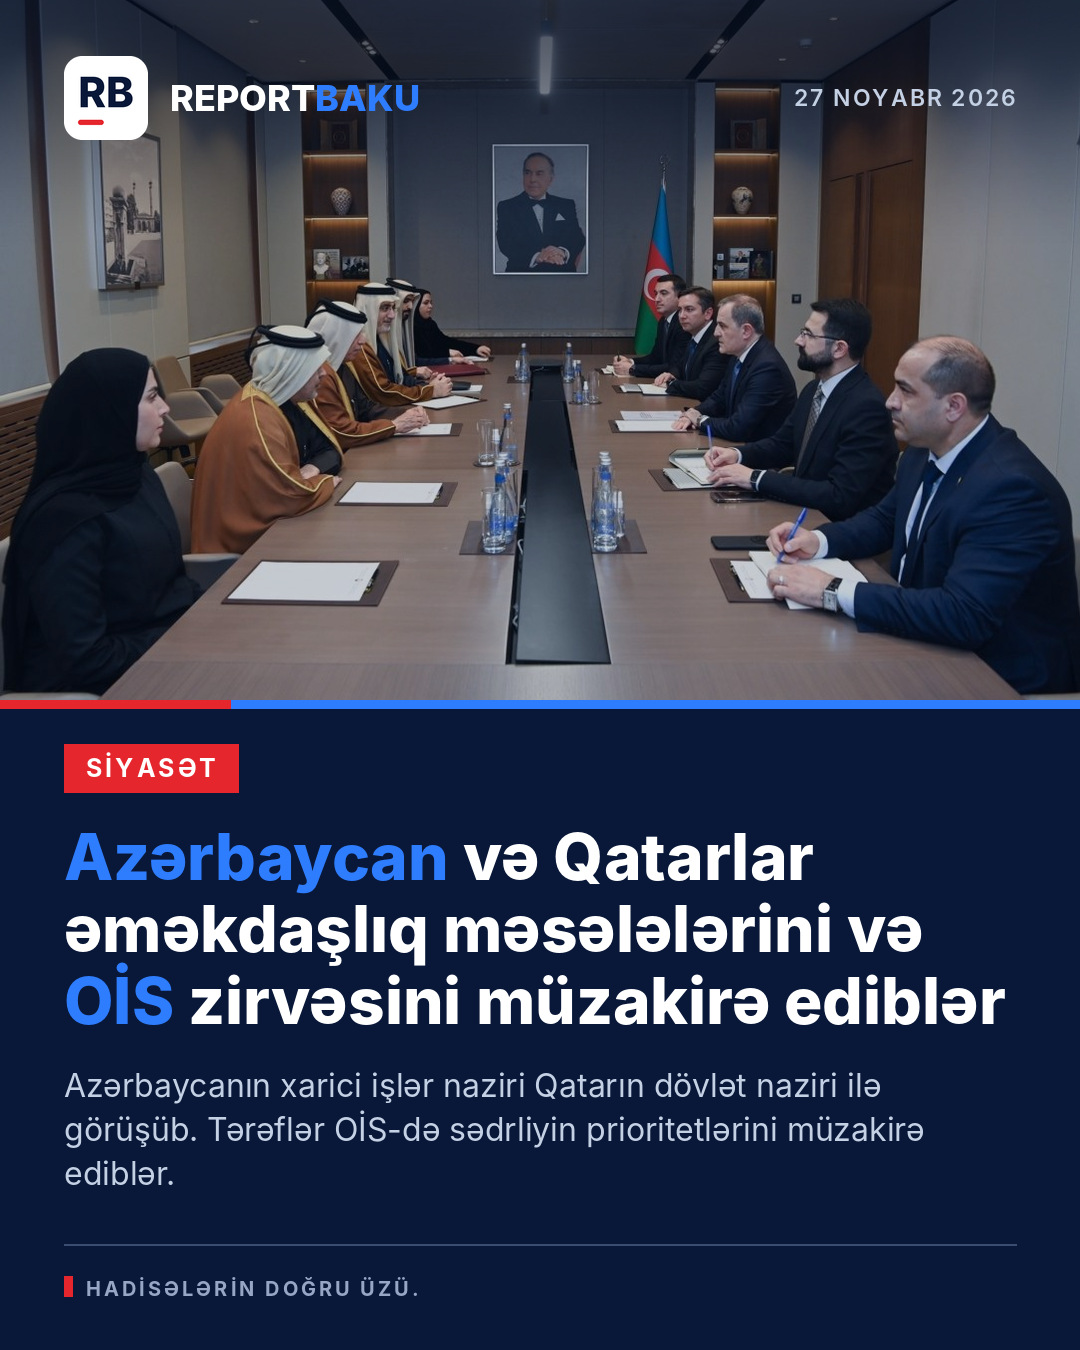 RB
REPORTBAKU
27 NOYABR 2026
SİYASƏT
Azərbaycan və Qatarlar
əməkdaşlıq məsələlərini və
OİS zirvəsini müzakirə ediblər
Azərbaycanın xarici işlər naziri Qatarın dövlət naziri ilə
görüşüb. Tərəflər OİS-də sədrliyin prioritetlərini müzakirə
ediblər.
HADİSƏLƏRİN DOĞRU ÜZÜ.